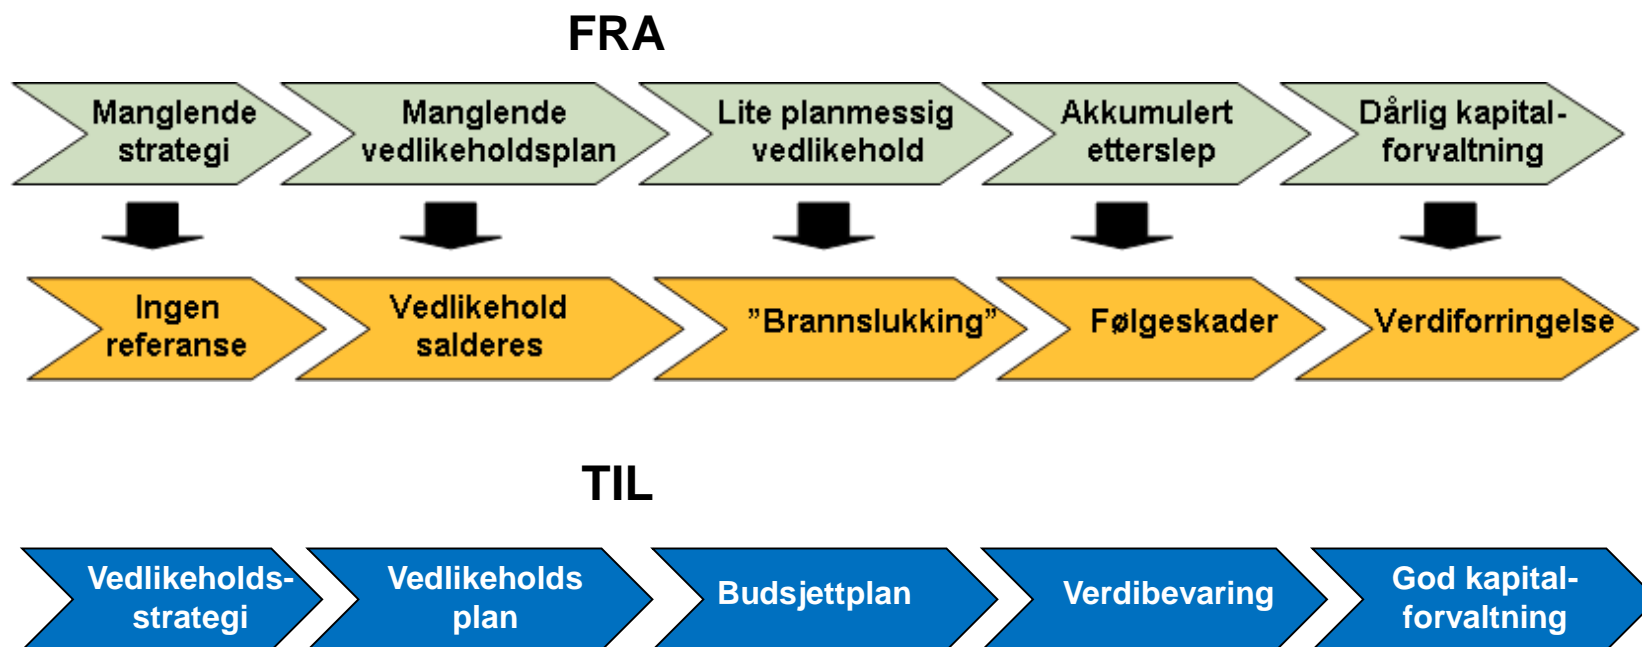 FRA
Manglende
strategi
Manglende
vedlikeholdsplan
Lite planmessig
vedlikehold
Akkumulert
etterslep
Dårlig kapital-
forvaltning
Ingen
referanse
Vedlikehold
salderes
”Brannslukking”
Følgeskader
Verdiforringelse
TIL
Vedlikeholds-
strategi
Vedlikeholds
plan
Budsjettplan
Verdibevaring
God kapital-
forvaltning